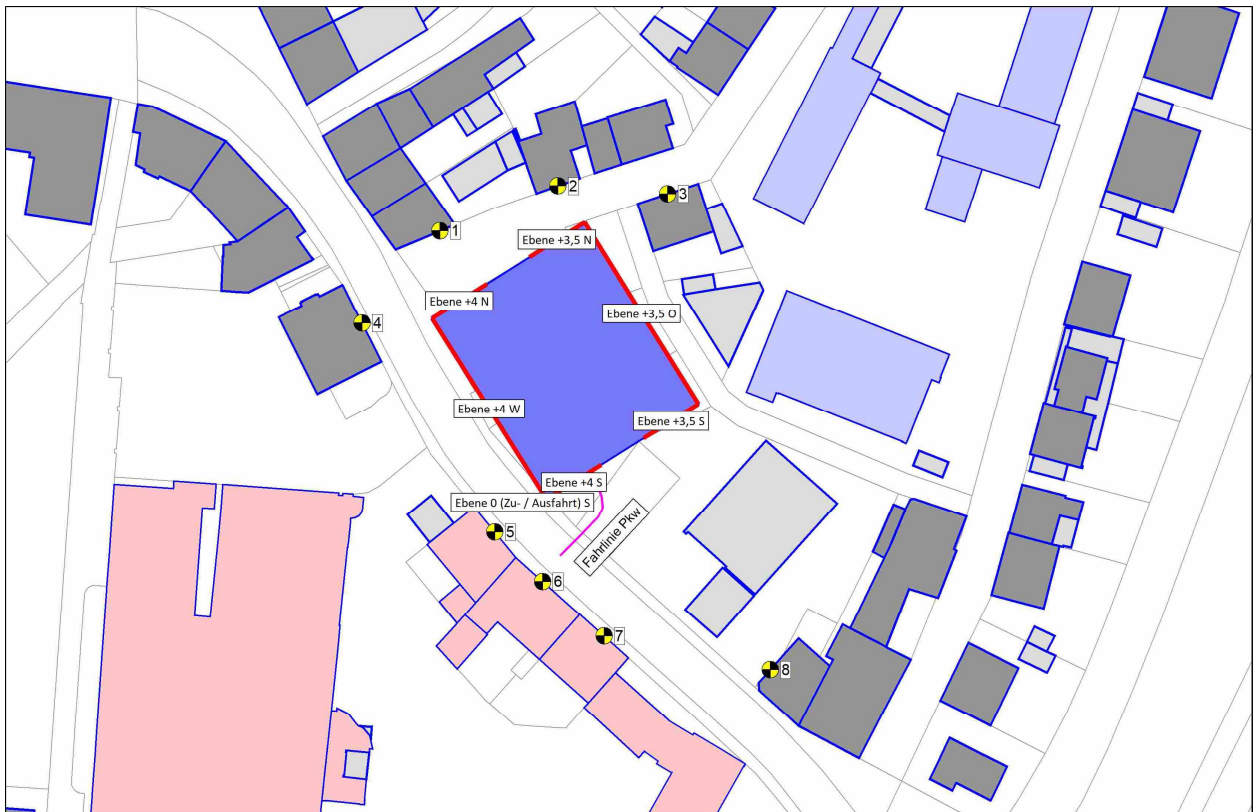 2
3
1
Ebene +3,5 N
Ebene +4 N
Ebene +3,5 O
4
Ebene +4 W
Ebene +3,5 S
Ebene +4 S
Ebene 0 (Zu- / Ausfahrt) S
5
Fahrlinie Pkw
6
7
8